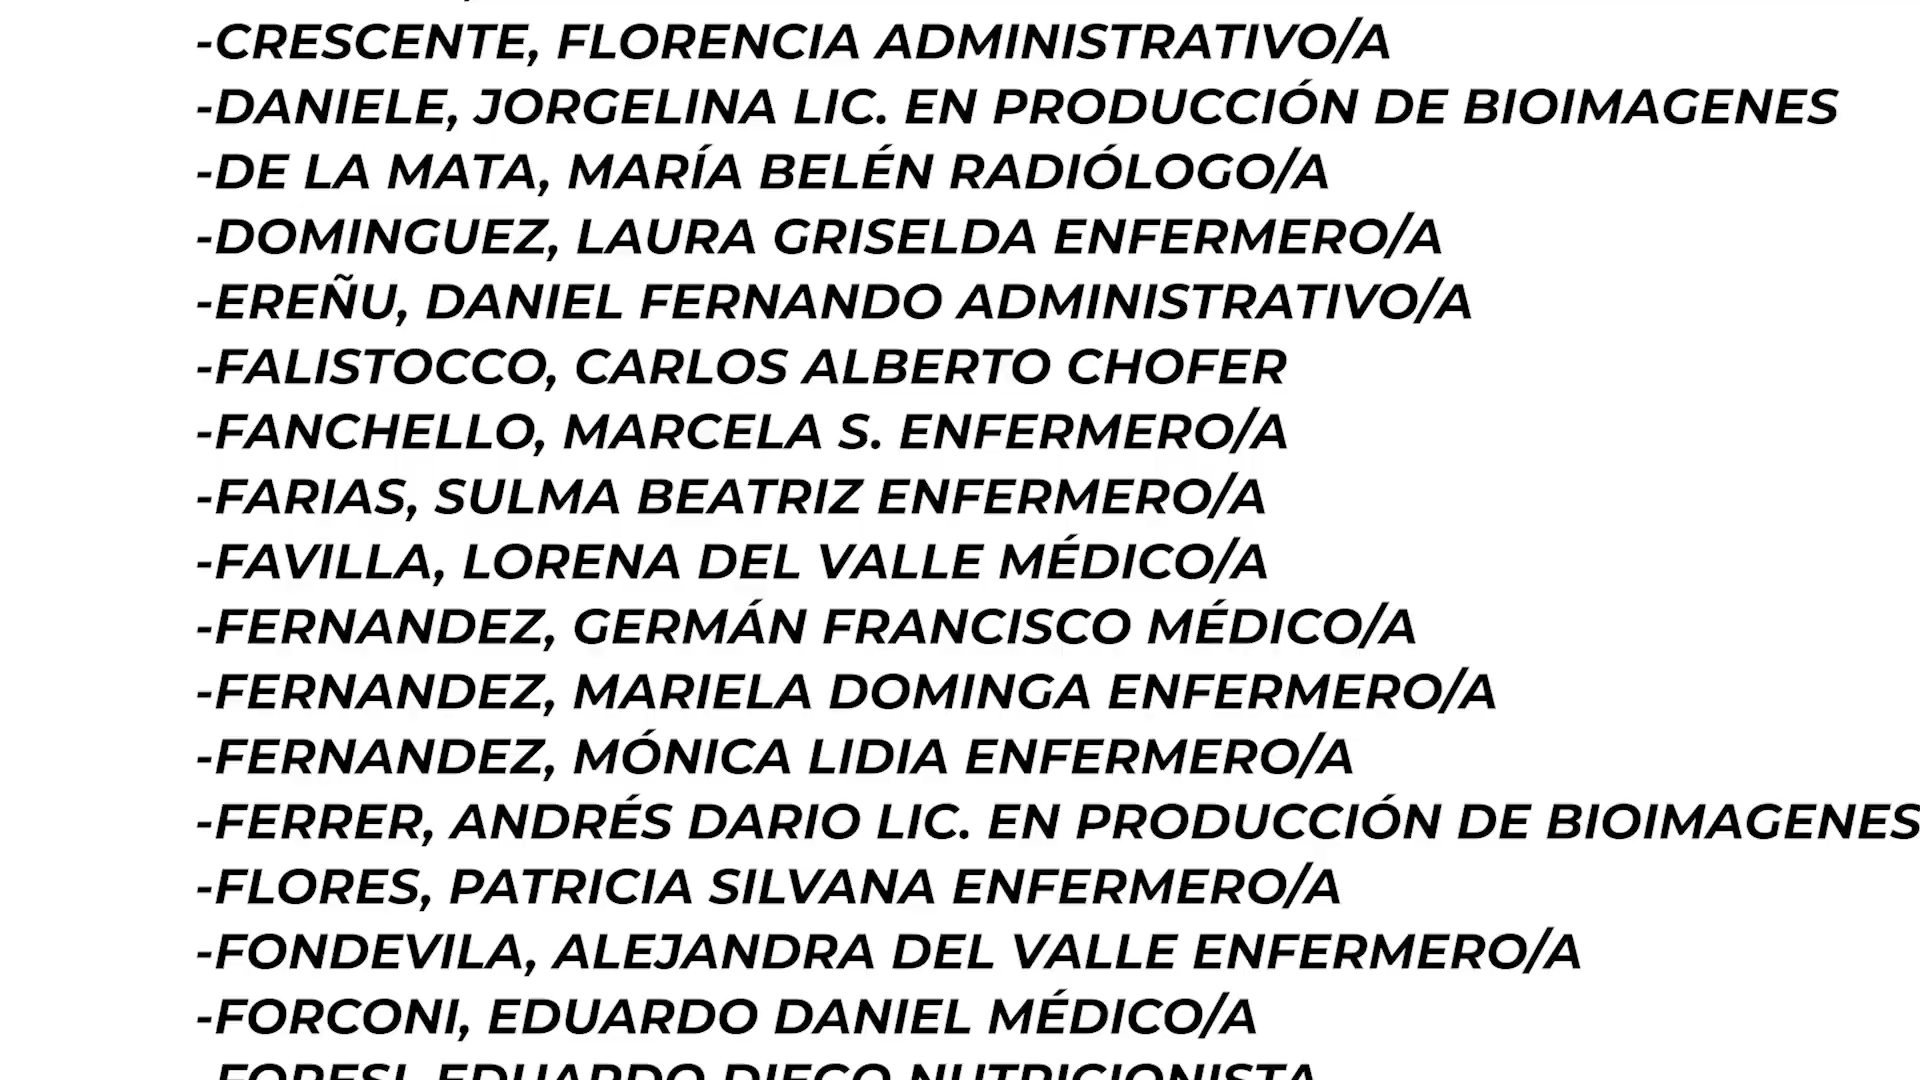 -CRESCENTE, FLORENCIA ADMINISTRATIVO/A
-DANIELE, JORGELINA LIC. EN PRODUCCIÓN DE BIOIMAGENES
-DE LA MATA, MARÍA BELÉN RADIÓLOGO/A
-DOMINGUEZ, LAURA GRISELDA ENFERMERO/A
-EREÑU, DANIEL FERNANDO ADMINISTRATIVO/A
-FALISTOCCO, CARLOS ALBERTO CHOFER
-FANCHELLO, MARCELA S. ENFERMERO/A
-FARIAS, SULMA BEATRIZ ENFERMERO/A
-FAVILLA, LORENA DEL VALLE MÉDICO/A
-FERNANDEZ, GERMÁN FRANCISCO MÉDICO/A
-FERNANDEZ, MARIELA DOMINGA ENFERMERO/A
-FERNANDEZ, MÓNICA LIDIA ENFERMERO/A
-FERRER, ANDRÉS DARIO LIC. EN PRODUCCIÓN DE BIOIMAGENES
-FLORES, PATRICIA SILVANA ENFERMERO/A
-FONDEVILA, ALEJANDRA DEL VALLE ENFERMERO/A
-FORCONI, EDUARDO DANIEL MÉDICO/A
-FORESI, EDUARDO DIEGO NUTRICIONISTA